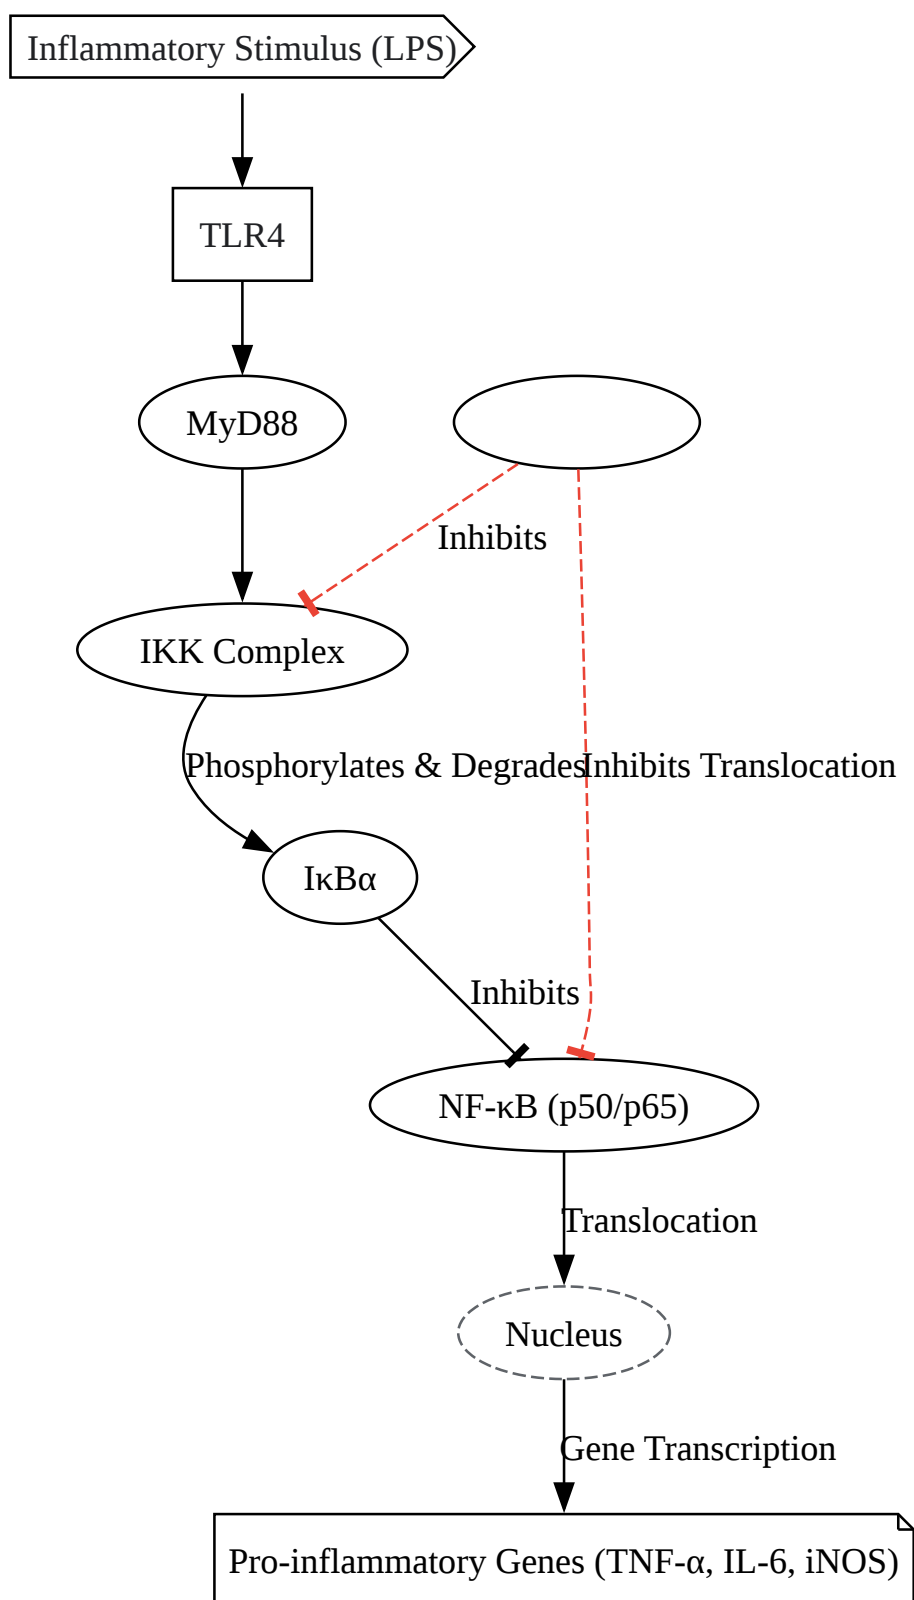 Inflammatory Stimulus (LPS)
TLR4
MyD88
Inhibits
IKK Complex
Phosphorylates & Degrades
Inhibits Translocation
IκBα
Inhibits
NF-κB (p50/p65)
Translocation
Nucleus
Gene Transcription
Pro-inflammatory Genes (TNF-α, IL-6, iNOS)